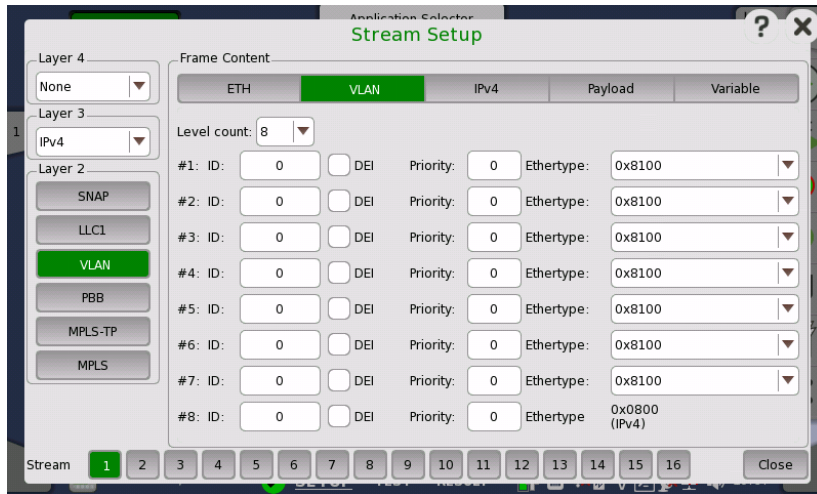 Application Selector
Stream Setup
?
Layer 4
None
Layer 3
IPv4
Layer 2
SNAP
LLC1
VLAN
PBB
MPLS-TP
MPLS
Frame Content
ETH VLAN IPv4 Payload Variable
Level count: 8
#1: ID: 0 DEI Priority: 0 Ethertype: 0x8100
#2: ID: 0 DEI Priority: 0 Ethertype: 0x8100
#3: ID: 0 DEI Priority: 0 Ethertype: 0x8100
#4: ID: 0 DEI Priority: 0 Ethertype: 0x8100
#5: ID: 0 DEI Priority: 0 Ethertype: 0x8100
#6: ID: 0 DEI Priority: 0 Ethertype: 0x8100
#7: ID: 0 DEI Priority: 0 Ethertype: 0x8100
#8: ID: 0 DEI Priority: 0 Ethertype 0x0800
(IPv4)
1
Stream 1 2 3 4 5 6 7 8 9 10 11 12 13 14 15 16 Close